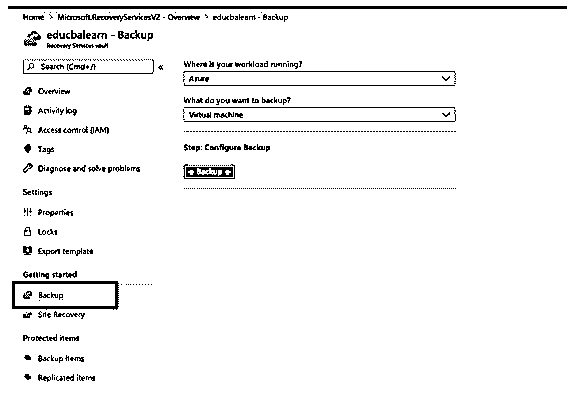 Home > Microsoft.RecoveryServicesV2 - Overview > educbalearn - Backup
educbalearn - Backup
Recovery Services vault
Search (Cmd+/)
«
Overview
Activity log
Access control (IAM)
Tags
Diagnose and solve problems
Settings
Properties
Locks
Export template
Getting started
Backup
Site Recovery
Protected items
Backup items
Replicated items
Where is your workload running?
Azure
What do you want to backup?
Virtual machine
Step: Configure Backup
Backup